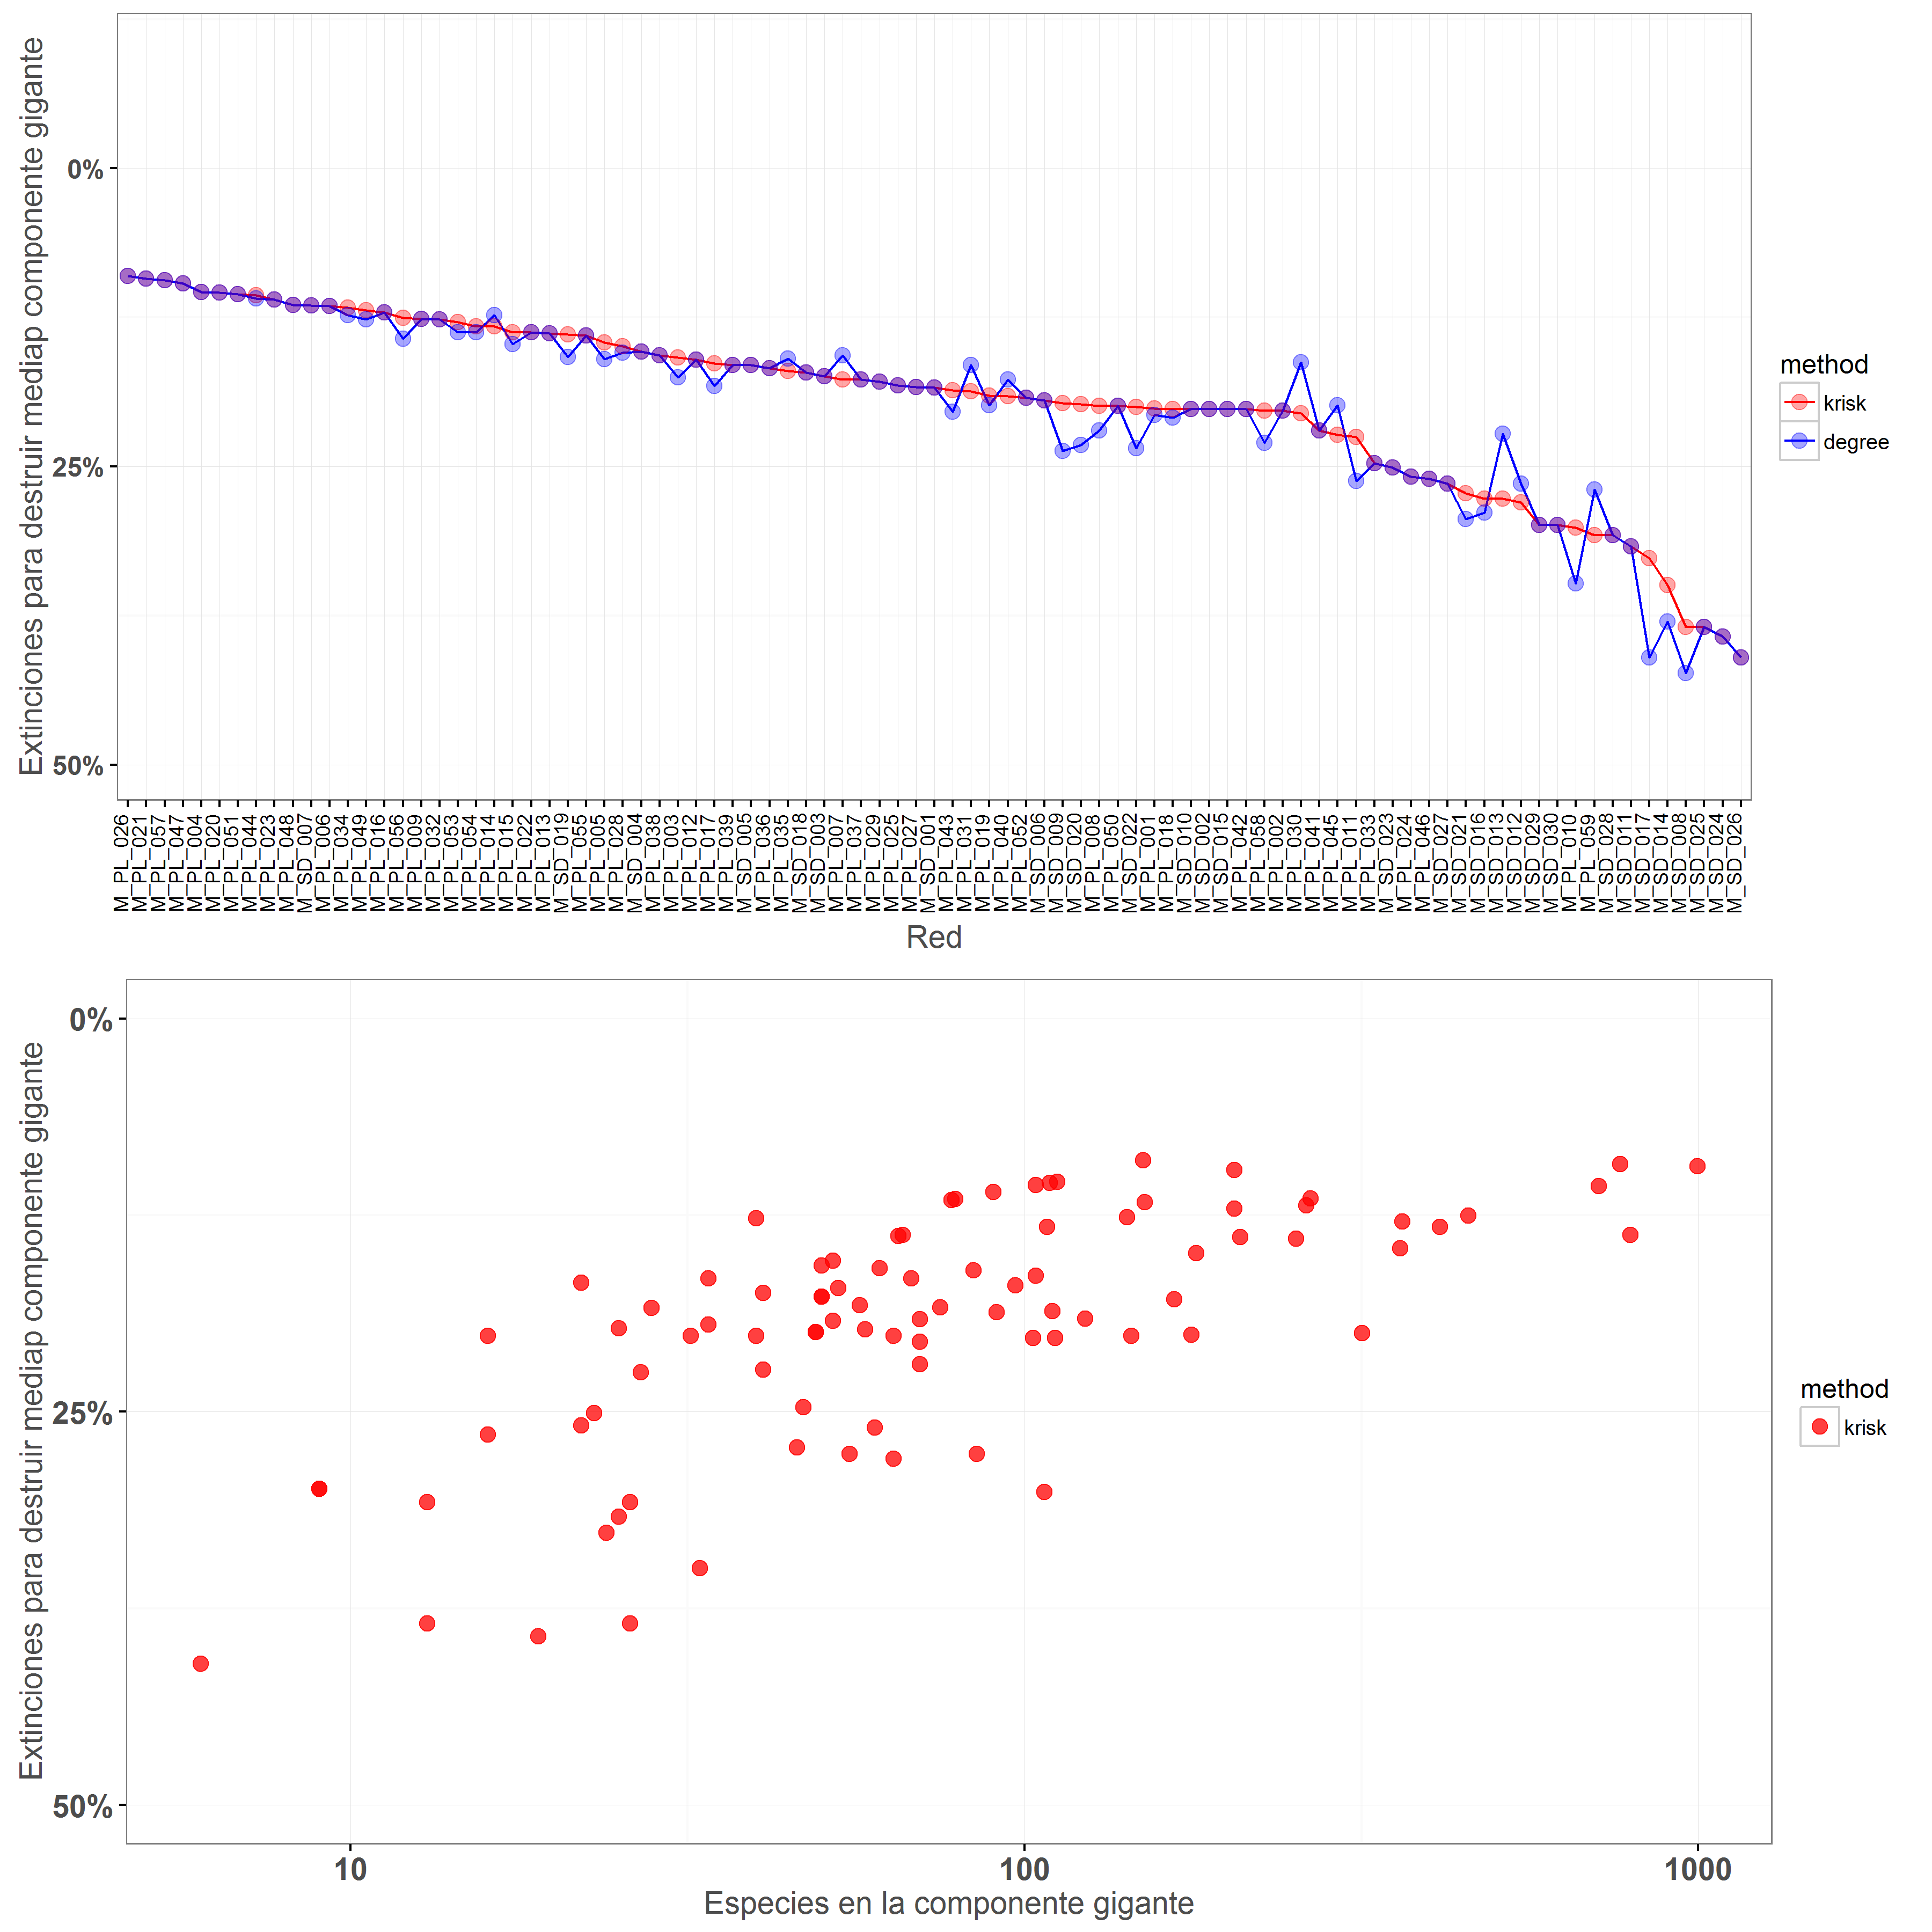 Extinciones para destruir mediap componente gigante
0%
25%
50%
M_PL_026
M_PL_021
M_PL_057
M_PL_047
M_PL_004
M_PL_020
M_PL_051
M_PL_044
M_PL_023
M_PL_048
M_SD_007
M_PL_006
M_PL_034
M_PL_049
M_PL_016
M_PL_056
M_PL_009
M_PL_032
M_PL_053
M_PL_054
M_PL_014
M_PL_015
M_PL_022
M_PL_013
M_SD_019
M_PL_055
M_PL_005
M_PL_028
M_SD_004
M_PL_038
M_PL_003
M_PL_012
M_PL_017
M_PL_039
M_SD_005
M_PL_036
M_PL_035
M_SD_018
M_SD_003
M_PL_007
M_PL_037
M_PL_029
M_PL_025
M_PL_027
M_SD_001
M_PL_043
M_PL_031
M_PL_019
M_PL_040
M_PL_052
M_SD_006
M_SD_009
M_SD_020
M_PL_008
M_PL_050
M_SD_022
M_PL_001
M_PL_018
M_SD_010
M_SD_002
M_SD_015
M_PL_042
M_PL_058
M_PL_002
M_PL_030
M_PL_041
M_PL_045
M_PL_011
M_PL_033
M_SD_023
M_PL_024
M_PL_046
M_SD_027
M_SD_021
M_SD_016
M_SD_013
M_SD_012
M_SD_029
M_SD_030
M_PL_010
M_PL_059
M_SD_028
M_SD_011
M_SD_017
M_SD_014
M_SD_008
M_SD_025
M_SD_024
M_SD_026
Red
method
krisk
degree
Extinciones para destruir mediap componente gigante
0%
25%
50%
10
100
1000
Especies en la componente gigante
method
krisk